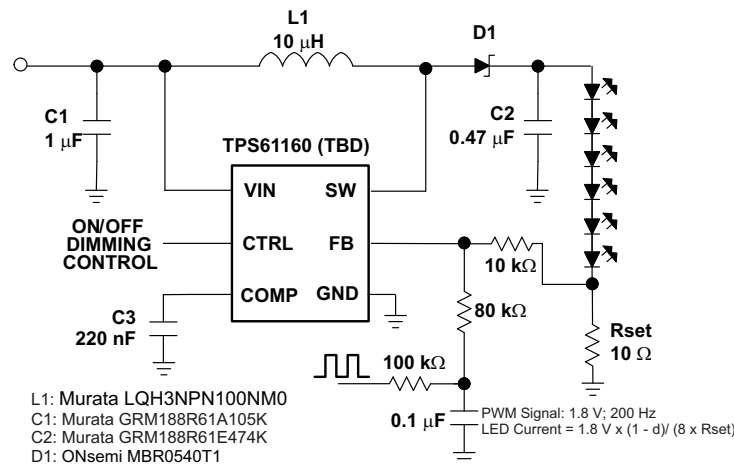 L1
10 μH
D1
C1
1 μF
C2
0.47 μF
TPS61160 (TBD)
VIN
SW
ON/OFF
DIMMING
CONTROL
CTRL
FB
10 kΩ
COMP
GND
C3
220 nF
80 kΩ
Rset
10 Ω
100 kΩ
0.1 μF
PWM Signal: 1.8 V; 200 Hz
LED Current = 1.8 V x (1 - d)/ (8 x Rset)
L1: Murata LQH3NPN100NM0
C1: Murata GRM188R61A105K
C2: Murata GRM188R61E474K
D1: ONsemi MBR0540T1